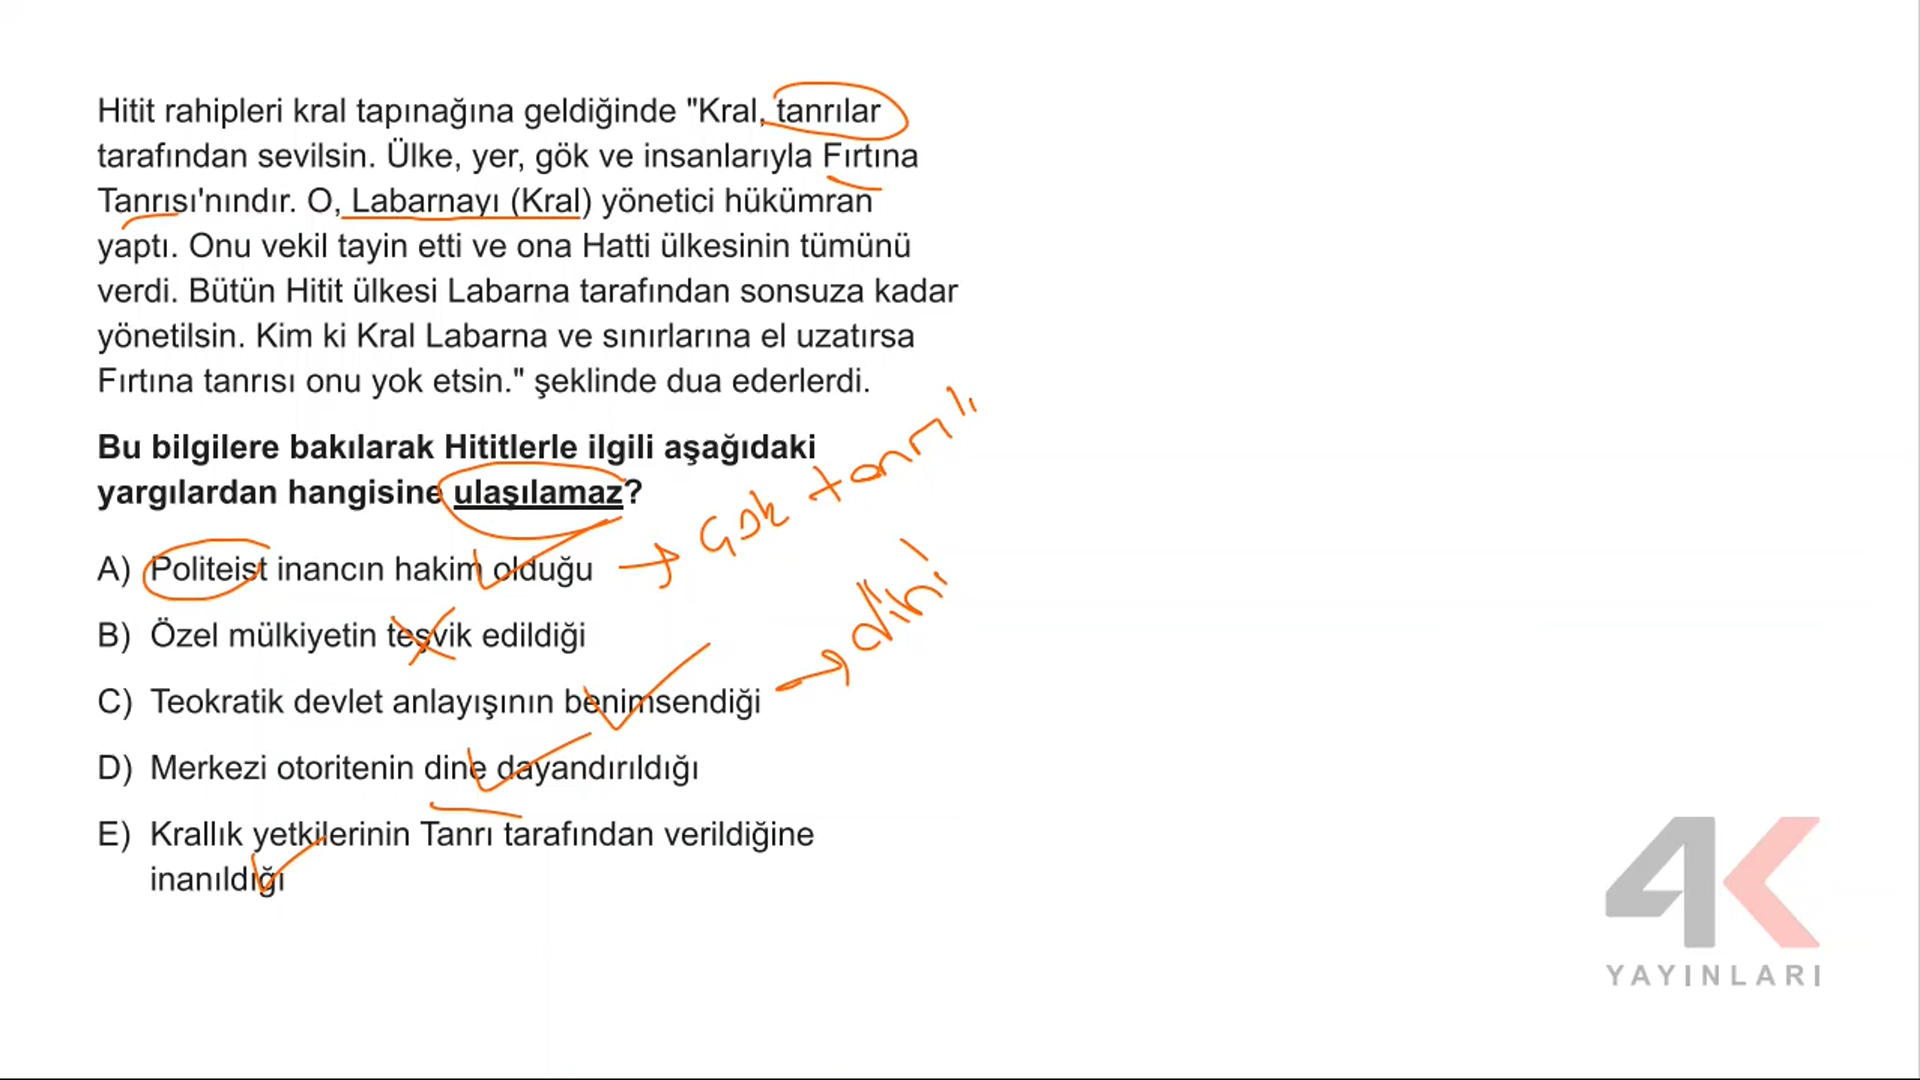 Hitit rahipleri kral tapınağına geldiğinde "Kral, tanrılar
tarafından sevilsin. Ülke, yer, gök ve insanlarıyla Fırtına
Tanrısı'nındır. O, Labarnayı (Kral) yönetici hükümran
yaptı. Onu vekil tayin etti ve ona Hatti ülkesinin tümünü
verdi. Bütün Hitit ülkesi Labarna tarafından sonsuza kadar
yönetilsin. Kim ki Kral Labarna ve sınırlarına el uzatırsa
Fırtına tanrısı onu yok etsin." şeklinde dua ederlerdi.
Bu bilgilere bakılarak Hititlerle ilgili aşağıdaki
yargılardan hangisine ulaşılamaz?
A) Politeist inancın hakim olduğu
Çok tanrılı
B) Özel mülkiyetin teşvik edildiği
C) Teokratik devlet anlayışının benimsendiği
dini
D) Merkezi otoritenin dine dayandırıldığı
E) Krallık yetkilerinin Tanrı tarafından verildiğine
inanıldığı
4K
YAYINLARI